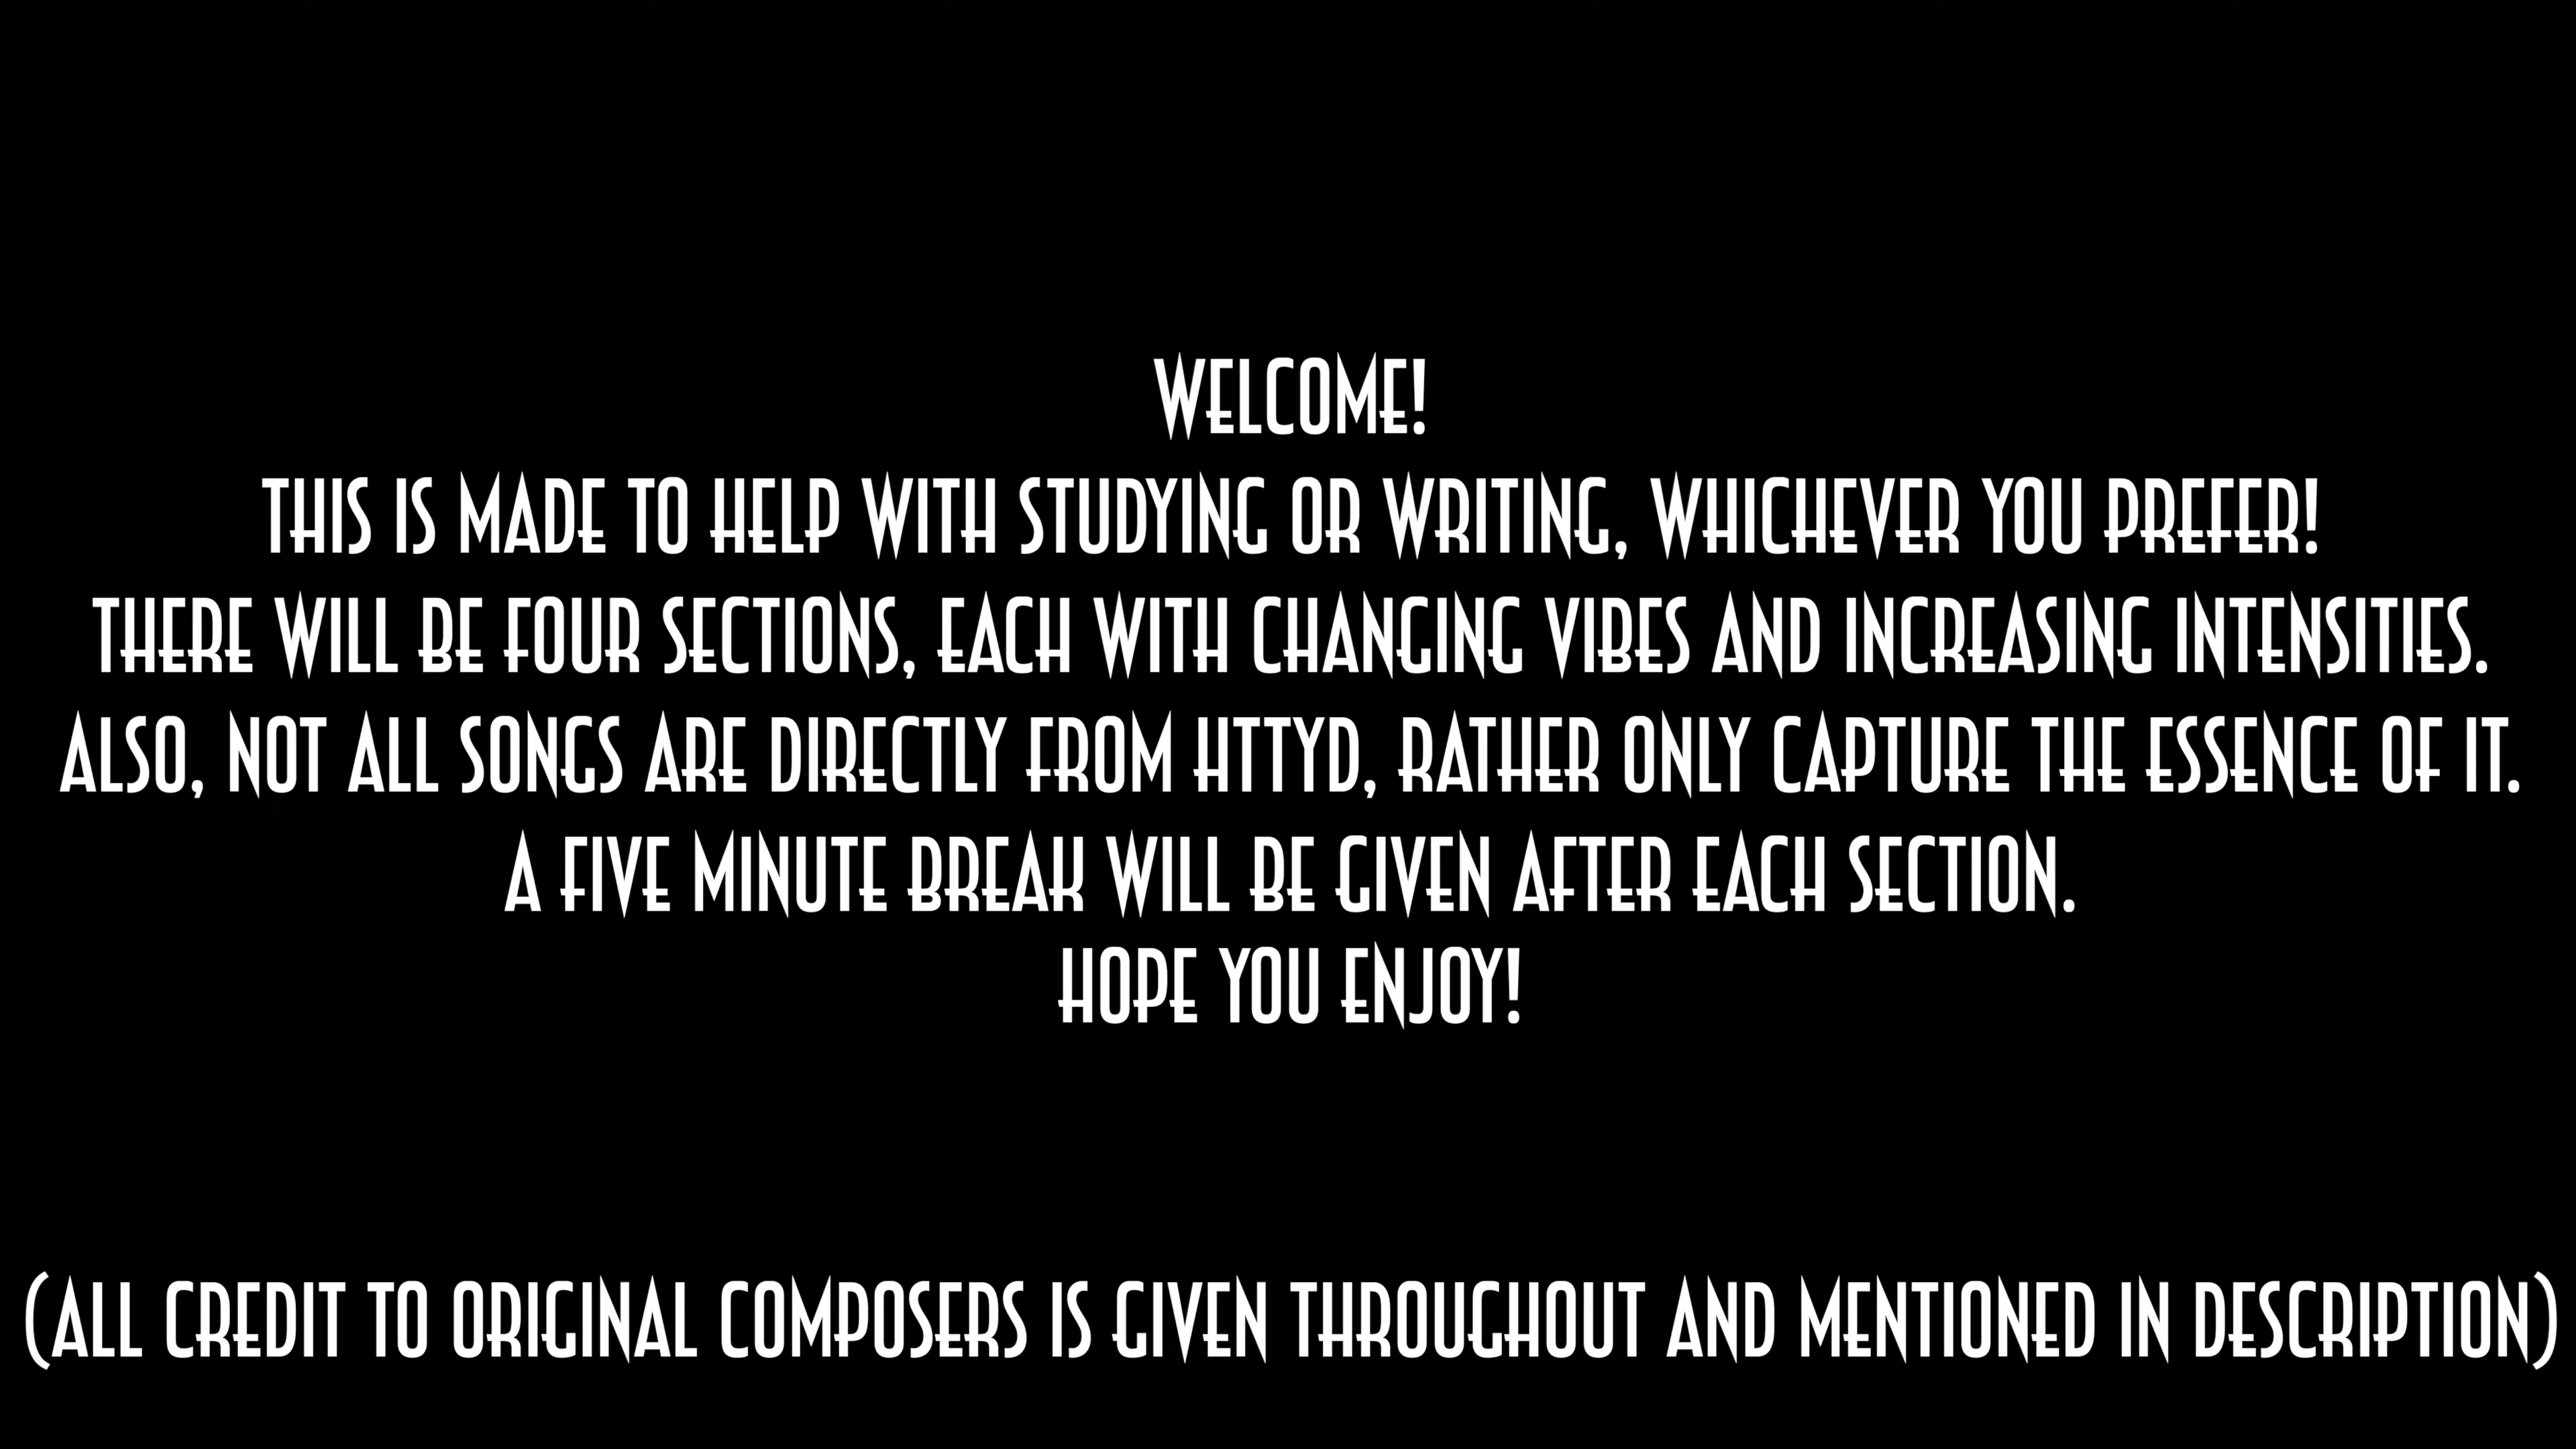 WELCOME!
THIS IS MADE TO HELP WITH STUDYING OR WRITING, WHICHEVER YOU PREFER!
THERE WILL BE FOUR SECTIONS, EACH WITH CHANGING VIBES AND INCREASING INTENSITIES.
ALSO, NOT ALL SONGS ARE DIRECTLY FROM HTTYD, RATHER ONLY CAPTURE THE ESSENCE OF IT.
A FIVE MINUTE BREAK WILL BE GIVEN AFTER EACH SECTION.
HOPE YOU ENJOY!
(ALL CREDIT TO ORIGINAL COMPOSERS IS GIVEN THROUGHOUT AND MENTIONED IN DESCRIPTION)